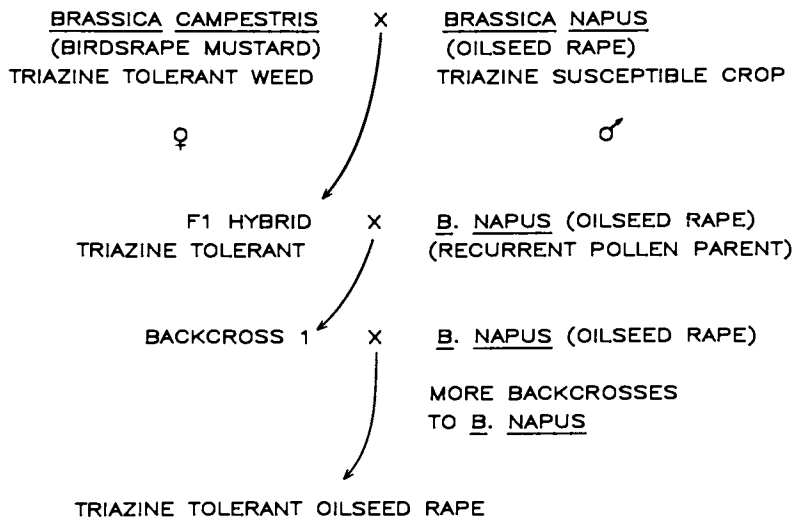 BRASSICA CAMPESTRIS X BRASSICA NAPUS
(BIRDSRAPE MUSTARD) (OILSEED RAPE)
TRIAZINE TOLERANT WEED TRIAZINE SUSCEPTIBLE CROP
♀ ♂
F1 HYBRID X B. NAPUS (OILSEED RAPE)
TRIAZINE TOLERANT (RECURRENT POLLEN PARENT)
BACKCROSS 1 X B. NAPUS (OILSEED RAPE)
MORE BACKCROSSES
TO B. NAPUS
TRIAZINE TOLERANT OILSEED RAPE